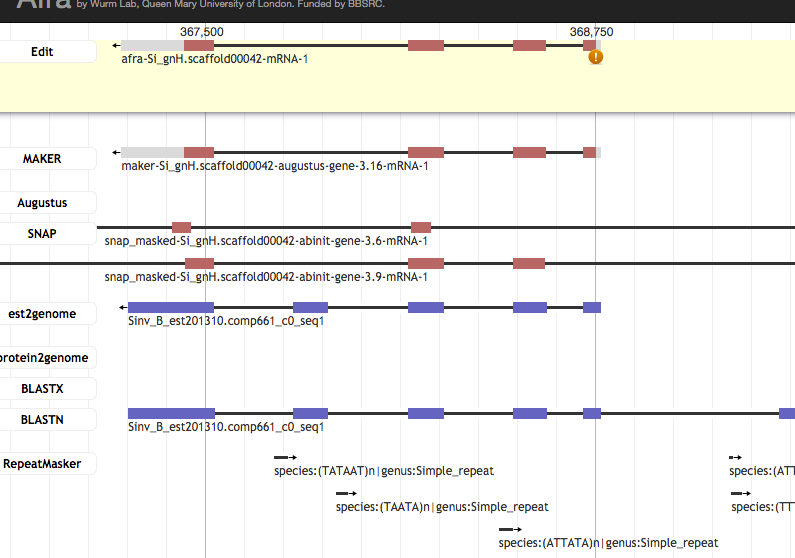 Afra by Wurm Lab, Queen Mary University of London. Funded by BBSRC.
367,500 368,750
Edit
afra-Si_gnH.scaffold00042-mRNA-1
MAKER
maker-Si_gnH.scaffold00042-augustus-gene-3.16-mRNA-1
Augustus
SNAP
snap_masked-Si_gnH.scaffold00042-abinit-gene-3.6-mRNA-1
snap_masked-Si_gnH.scaffold00042-abinit-gene-3.9-mRNA-1
est2genome
Sinv_B_est201310.comp661_c0_seq1
protein2genome
BLASTX
BLASTN
Sinv_B_est201310.comp661_c0_seq1
RepeatMasker
species:(TATAAT)n|genus:Simple_repeat species:(ATT
species:(TAATA)n|genus:Simple_repeat species:(TT
species:(ATTATA)n|genus:Simple_repeat